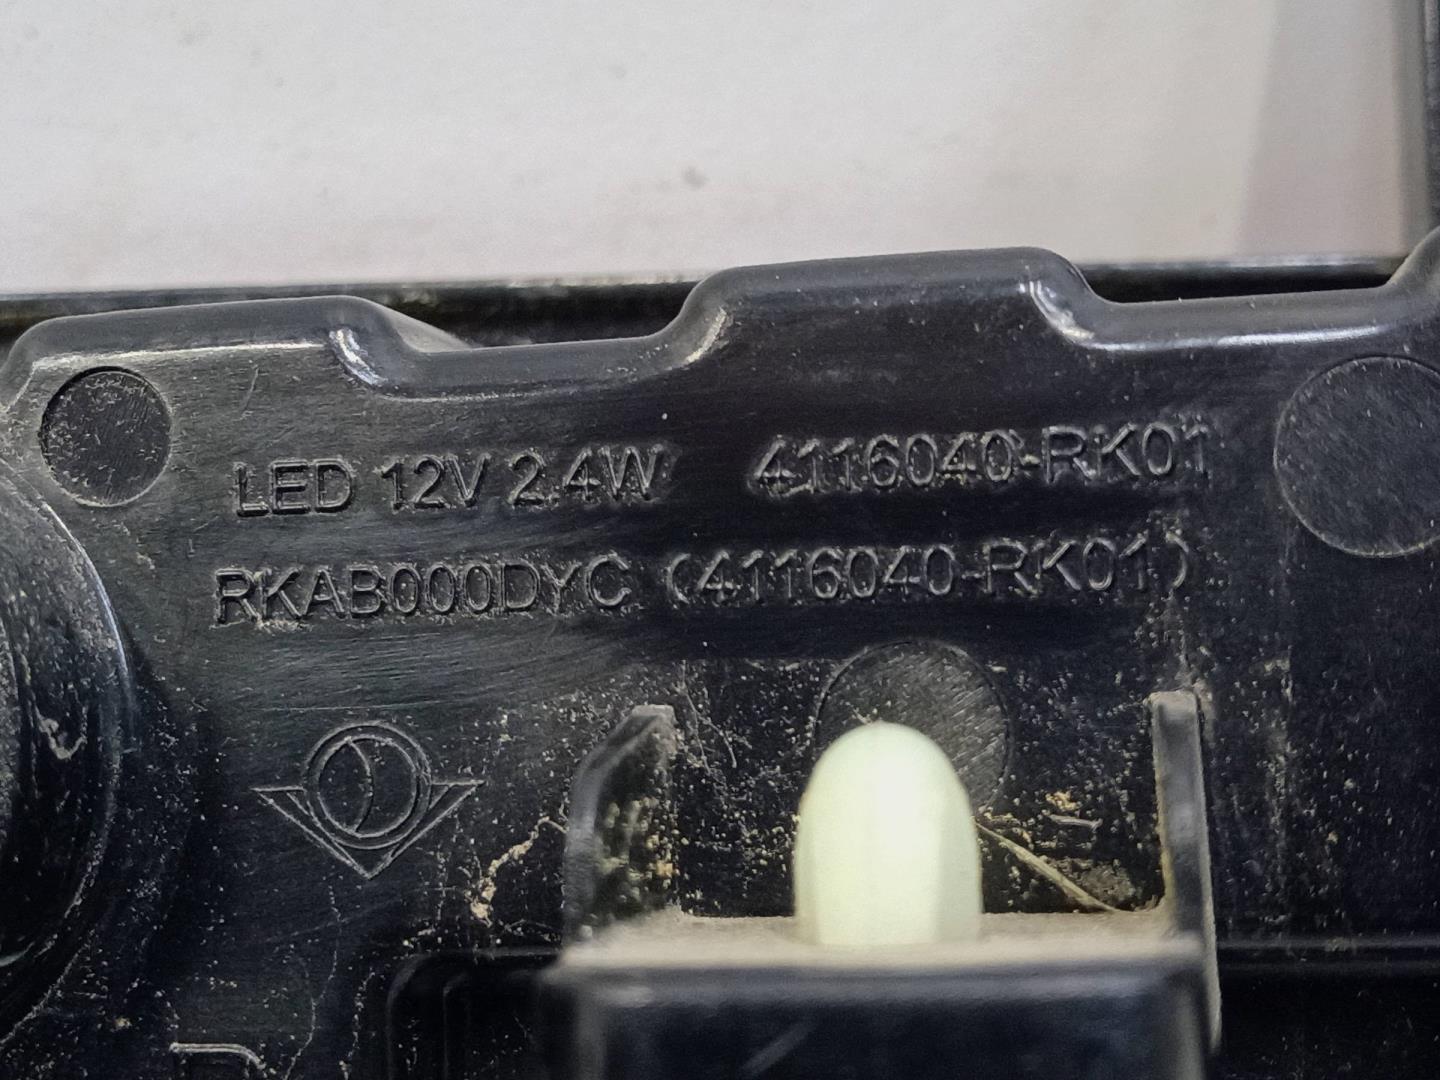 LED 12V 2.4W 4116040-RK01
RKAB000DYC (4116040-RK01)